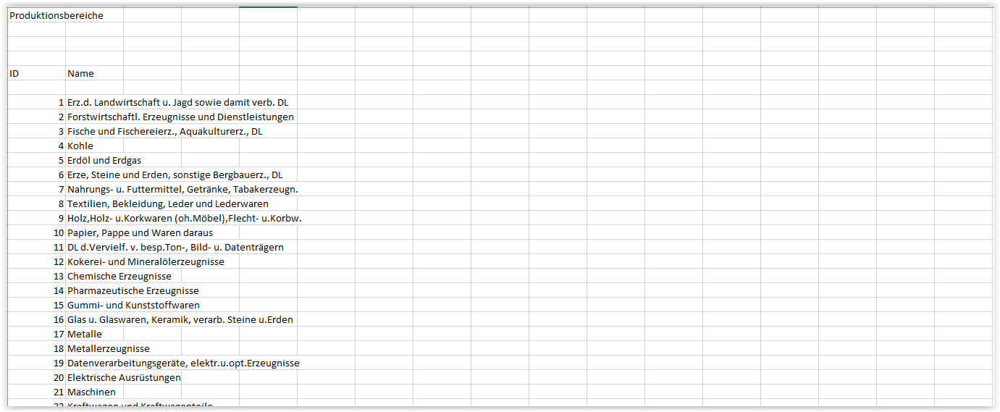 Produktionsbereiche
ID Name
1 Erz.d. Landwirtschaft u. Jagd sowie damit verb. DL
2 Forstwirtschaftl. Erzeugnisse und Dienstleistungen
3 Fische und Fischereierz., Aquakulturerz., DL
4 Kohle
5 Erdöl und Erdgas
6 Erze, Steine und Erden, sonstige Bergbauerz., DL
7 Nahrungs- u. Futtermittel, Getränke, Tabakerzeugn.
8 Textilien, Bekleidung, Leder und Lederwaren
9 Holz,Holz- u.Korkwaren (oh.Möbel),Flecht- u.Korbw.
10 Papier, Pappe und Waren daraus
11 DL d.Vervielf. v. besp.Ton-, Bild- u. Datenträgern
12 Kokerei- und Mineralölerzeugnisse
13 Chemische Erzeugnisse
14 Pharmazeutische Erzeugnisse
15 Gummi- und Kunststoffwaren
16 Glas u. Glaswaren, Keramik, verarb. Steine u.Erden
17 Metalle
18 Metallerzeugnisse
19 Datenverarbeitungsgeräte, elektr.u.opt.Erzeugnisse
20 Elektrische Ausrüstungen
21 Maschinen
22 Kraftwagen und Kraftwagenteile